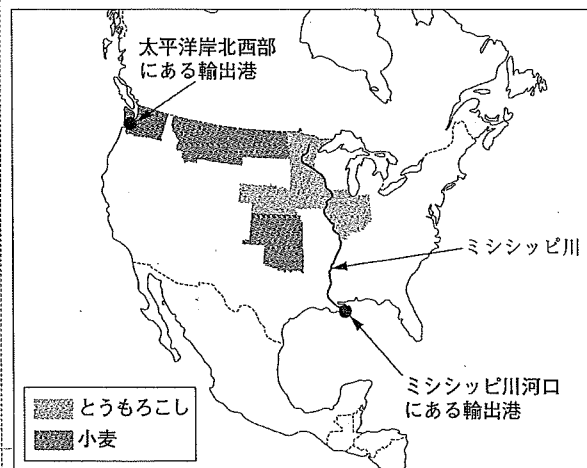 太平洋岸北西部
にある輸出港
ミシシッピ川
ミシシッピ川河口
にある輸出港
とうもろこし
小麦